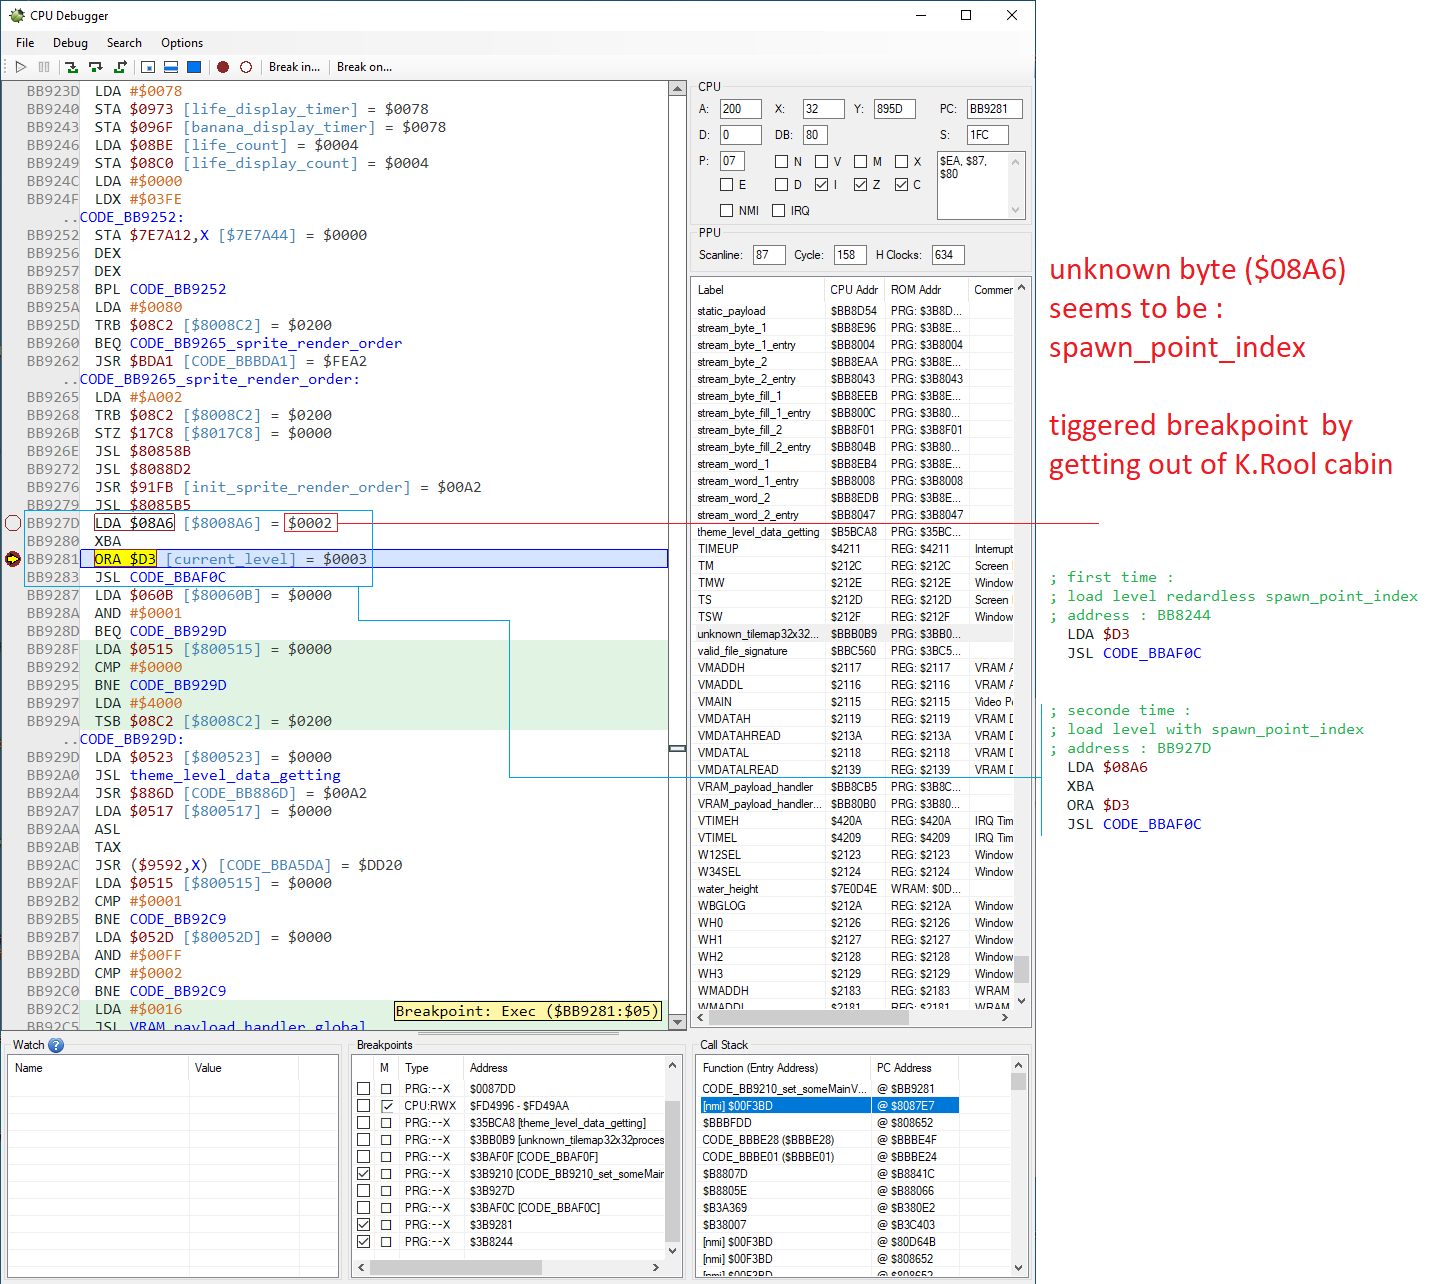 CPU Debugger
File Debug Search Options
Break in... Break on...
BB923D LDA #$0078
BB9240 STA $0973 [life_display_timer] = $0078
BB9243 STA $096F [banana_display_timer] = $0078
BB9246 LDA $08BE [life_count] = $0004
BB9249 STA $08C0 [life_display_count] = $0004
BB924C LDA #$0000
BB924F LDX #$03FE
..CODE_BB9252:
BB9252 STA $7E7A12,X [$7E7A44] = $0000
BB9256 DEX
BB9257 DEX
BB9258 BPL CODE_BB9252
BB925A LDA #$0080
BB925D TRB $08C2 [$8008C2] = $0200
BB9260 BEQ CODE_BB9265_sprite_render_order
BB9262 JSR $BDA1 [CODE_BBBDA1] = $FEA2
..CODE_BB9265_sprite_render_order:
BB9265 LDA #$A002
BB9268 TRB $08C2 [$8008C2] = $0200
BB926B STZ $17C8 [$8017C8] = $0000
BB926E JSL $80858B
BB9272 JSL $8088D2
BB9276 JSR $91FB [init_sprite_render_order] = $00A2
BB9279 JSL $8085B5
BB927D LDA $08A6 [$8008A6] = $0002
BB9280 XBA
BB9281 ORA $D3 [current_level] = $0003
BB9283 JSL CODE_BBAF0C
BB9287 LDA $060B [$80060B] = $0000
BB928A AND #$0001
BB928D BEQ CODE_BB929D
BB928F LDA $0515 [$800515] = $0000
BB9292 CMP #$0000
BB9295 BNE CODE_BB929D
BB9297 LDA #$4000
BB929A TSB $08C2 [$8008C2] = $0200
..CODE_BB929D:
BB929D LDA $0523 [$800523] = $0000
BB92A0 JSL theme_level_data_getting
BB92A4 JSR $886D [CODE_BB886D] = $00A2
BB92A7 LDA $0517 [$800517] = $0000
BB92AA ASL
BB92AB TAX
BB92AC JSR ($9592,X) [CODE_BBA5DA] = $DD20
BB92AF LDA $0515 [$800515] = $0000
BB92B2 CMP #$0001
BB92B5 BNE CODE_BB92C9
BB92B7 LDA $052D [$80052D] = $0000
BB92BA AND #$00FF
BB92BD CMP #$0002
BB92C0 BNE CODE_BB92C9
BB92C2 LDA #$0016
BB92C5 JSL VRAM_payload_handler_global
Breakpoint: Exec ($BB9281:$05)
CPU
A: 200 X: 32 Y: 895D PC: BB9281
D: 0 DB: 80 S: 1FC
P: 07 N V M X $EA, $87,
$80
E D I Z C
NMI IRQ
PPU
Scanline: 87 Cycle: 158 H Clocks: 634
Label CPU Addr ROM Addr Commer
static_payload $BB8D54 PRG: $3B8D...
stream_byte_1 $BB8E96 PRG: $3B8E...
stream_byte_1_entry $BB8004 PRG: $3B8004
stream_byte_2 $BB8EAA PRG: $3B8E...
stream_byte_2_entry $BB8043 PRG: $3B8043
stream_byte_fill_1 $BB8EEB PRG: $3B8E...
stream_byte_fill_1_entry $BB800C PRG: $3B80...
stream_byte_fill_2 $BB8F01 PRG: $3B8F01
stream_byte_fill_2_entry $BB804B PRG: $3B80...
stream_word_1 $BB8EB4 PRG: $3B8E...
stream_word_1_entry $BB8008 PRG: $3B8008
stream_word_2 $BB8EDB PRG: $3B8E...
stream_word_2_entry $BB8047 PRG: $3B8047
theme_level_data_getting $B5BCA8 PRG: $35BC...
TIMEUP $4211 REG: $4211 Interrupt
TM $212C REG: $212C Screen I
TMW $212E REG: $212E Window
TS $212D REG: $212D Screen I
TSW $212F REG: $212F Window
unknown_tilemap32x32... $BBB0B9 PRG: $3BB0...
valid_file_signature $BBC560 PRG: $3BC5...
VMADDH $2117 REG: $2117 VRAM A
VMADDL $2116 REG: $2116 VRAM A
VMAIN $2115 REG: $2115 Video P
VMDATAH $2119 REG: $2119 VRAM D
VMDATAHREAD $213A REG: $213A VRAM D
VMDATAL $2118 REG: $2118 VRAM D
VMDATALREAD $2139 REG: $2139 VRAM D
VRAM_payload_handler $BB8CB5 PRG: $3B8C...
VRAM_payload_handler... $BB80B0 PRG: $3B80...
VTIMEH $420A REG: $420A IRQ Tim
VTIMEL $4209 REG: $4209 IRQ Tim
W12SEL $2123 REG: $2123 Window
W34SEL $2124 REG: $2124 Window
water_height $7E0D4E WRAM: $0D...
WBGLOG $212A REG: $212A Window
WH0 $2126 REG: $2126 Window
WH1 $2127 REG: $2127 Window
WH2 $2128 REG: $2128 Window
WH3 $2129 REG: $2129 Window
WMADDH $2183 REG: $2183 WRAM
WMADDL $2181 REG: $2181 WRAM
unknown byte ($08A6)
seems to be :
spawn_point_index
tiggered breakpoint by
getting out of K.Rool cabin
; first time :
; load level redardless spawn_point_index
; address : BB8244
LDA $D3
JSL CODE_BBAF0C
; seconde time :
; load level with spawn_point_index
; address : BB927D
LDA $08A6
XBA
ORA $D3
JSL CODE_BBAF0C
Watch ?
Name Value
Breakpoints
M Type Address
PRG:--X $0087DD
CPU:RWX $FD4996 - $FD49AA
PRG:--X $35BCA8 [theme_level_data_getting]
PRG:--X $3BB0B9 [unknown_tilemap32x32proces
PRG:--X $3BAF0F [CODE_BBAF0F]
PRG:--X $3B9210 [CODE_BB9210_set_someMain
PRG:--X $3B927D
PRG:--X $3BAF0C [CODE_BBAF0C]
PRG:--X $3B9281
PRG:--X $3B8244
Call Stack
Function (Entry Address) PC Address
CODE_BB9210_set_someMainV... @ $BB9281
[nmi] $00F3BD @ $8087E7
$BBBFDD @ $808652
CODE_BBBE28 ($BBBE28) @ $BBBE4F
CODE_BBBE01 ($BBBE01) @ $BBBE24
$B8807D @ $B8841C
$B8805E @ $B88066
$B3A369 @ $B380E2
$B38007 @ $B3C403
[nmi] $00F3BD @ $80D64B
[nmi] $00F3BD @ $808652
[nmi] $00F3BD @ $808652